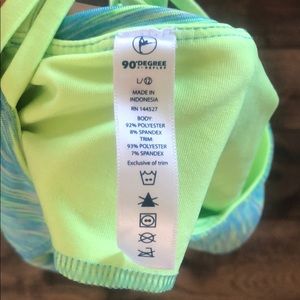 90°DEGREE
BY REFLEX
L/12
MADE IN
INDONESIA
RN 144527
BODY:
92% POLYESTER
8% SPANDEX
TRIM:
93% POLYESTER
7% SPANDEX
Exclusive of trim